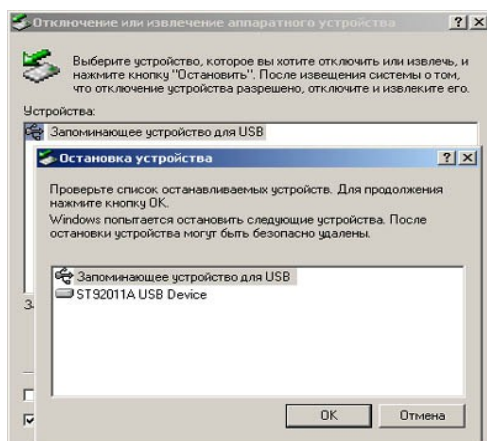 Отключение или извлечение аппаратного устройства
Выберите устройство, которое вы хотите отключить или извлечь, и
нажмите кнопку "Остановить". После извещения системы о том,
что отключение устройства разрешено, отключите и извлеките его.
Устройства:
Запоминающее устройство для USB
Остановка устройства
Проверьте список останавливаемых устройств. Для продолжения
нажмите кнопку OK.
Windows попытается остановить следующие устройства. После
остановки устройства могут быть безопасно удалены.
Запоминающее устройство для USB
ST92011A USB Device
OK Отмена